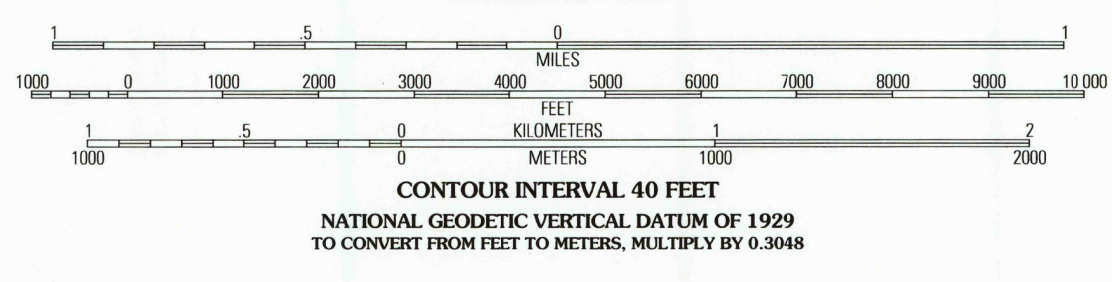 1 .5 0 1
MILES
1000 0 1000 2000 3000 4000 5000 6000 7000 8000 9000 10 000
FEET
1 .5 0 KILOMETERS 1 2
1000 0 METERS 1000 2000
CONTOUR INTERVAL 40 FEET
NATIONAL GEODETIC VERTICAL DATUM OF 1929
TO CONVERT FROM FEET TO METERS, MULTIPLY BY 0.3048